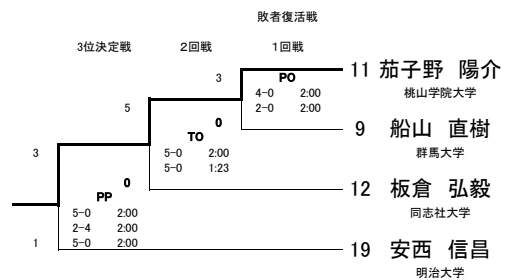 敗者復活戦
3位決定戦 2回戦 1回戦
3 PO 11 茄子野 陽介
4-0 2:00 桃山学院大学
2-0 2:00
5
0 9 船山 直樹
TO 群馬大学
3 5-0 2:00
5-0 1:23
0 12 板倉 弘毅
PP 同志社大学
5-0 2:00
2-4 2:00
1 5-0 2:00 19 安西 信昌
明治大学